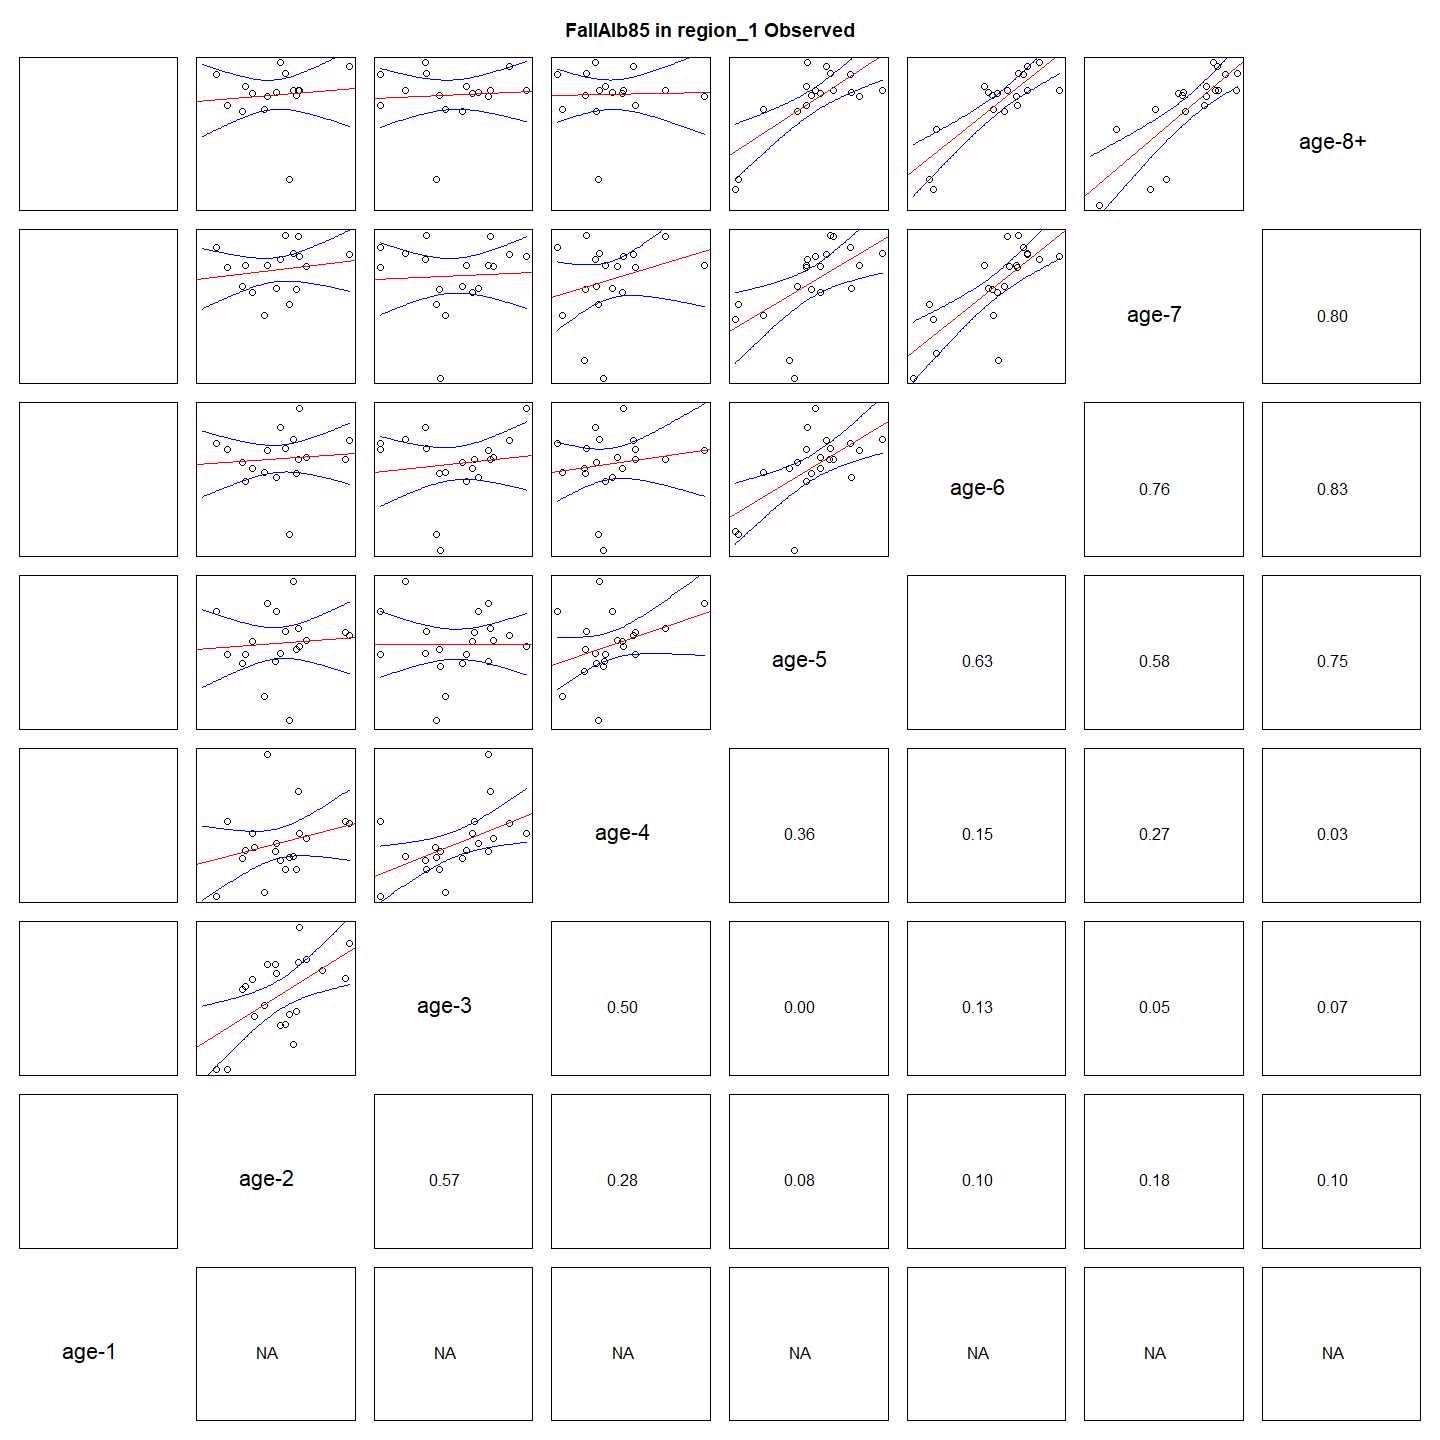 FallAlb85 in region_1 Observed
age-8+
age-7
0.80
age-6
0.76
0.83
age-5
0.63
0.58
0.75
age-4
0.36
0.15
0.27
0.03
age-3
0.50
0.00
0.13
0.05
0.07
age-2
0.57
0.28
0.08
0.10
0.18
0.10
age-1
NA
NA
NA
NA
NA
NA
NA